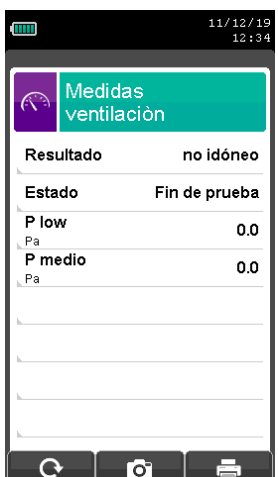 11/12/19
12:34
Medidas
ventilaciòn
Resultado no idóneo
Estado Fin de prueba
P low 0.0
Pa
P medio 0.0
Pa